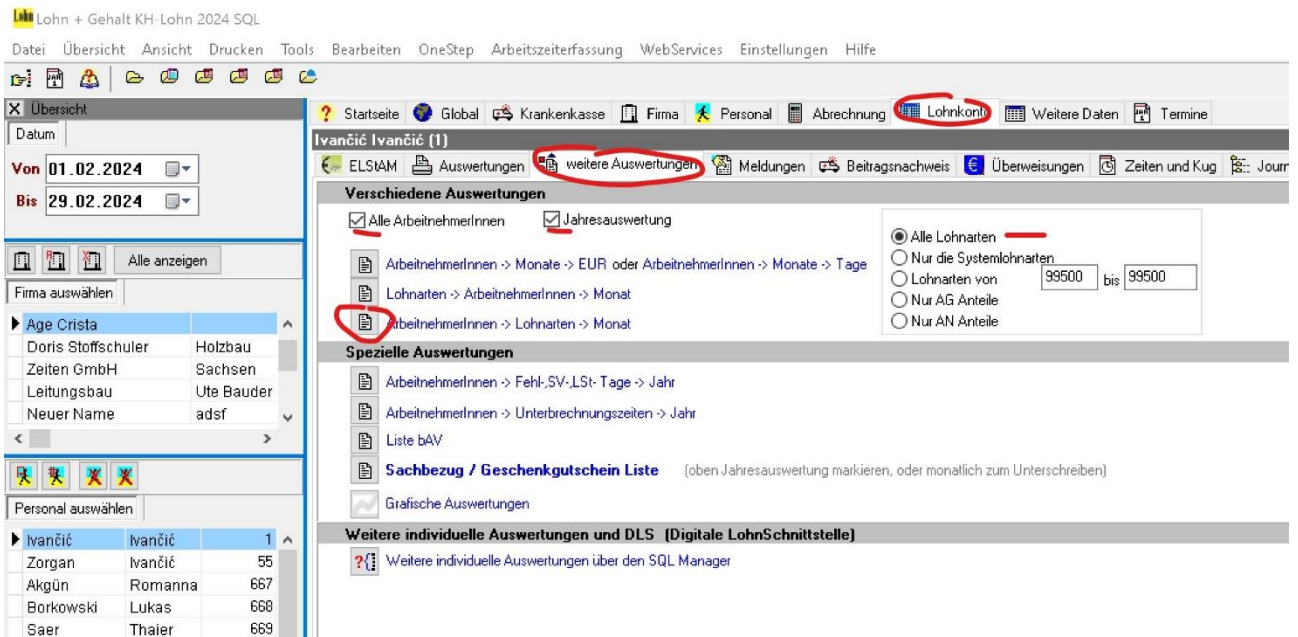 Lohn Lohn + Gehalt KH-Lohn 2024 SQL
Datei Übersicht Ansicht Drucken Tools Bearbeiten OneStep Arbeitszeiterfassung WebServices Einstellungen Hilfe
X Übersicht
Datum
Von 01.02.2024
Bis 29.02.2024
Alle anzeigen
Firma auswählen
Age Crista
Doris Stoffschuler Holzbau
Zeiten GmbH Sachsen
Leitungsbau Ute Bauder
Neuer Name adsf
Personal auswählen
Ivančić Ivančić 1
Zorgan Ivančić 55
Akgün Romanna 667
Borkowski Lukas 668
Saer Thaier 669
? Startseite Global Krankenkasse Firma Personal Abrechnung Lohnkonto Weitere Daten Termine
Ivančić Ivančić (1)
ELStAM Auswertungen weitere Auswertungen Meldungen Beitragsnachweis Überweisungen Zeiten und Kug Journ
Verschiedene Auswertungen
Alle ArbeitnehmerInnen Jahresauswertung
ArbeitnehmerInnen -> Monate -> EUR oder ArbeitnehmerInnen -> Monate -> Tage
Lohnarten -> ArbeitnehmerInnen -> Monat
ArbeitnehmerInnen -> Lohnarten -> Monat
Alle Lohnarten
Nur die Systemlohnarten
Lohnarten von 99500 bis 99500
Nur AG Anteile
Nur AN Anteile
Spezielle Auswertungen
ArbeitnehmerInnen -> Fehl-,SV-,LSt- Tage -> Jahr
ArbeitnehmerInnen -> Unterbrechnungszeiten -> Jahr
Liste bAV
Sachbezug / Geschenkgutschein Liste (oben Jahresauswertung markieren, oder monatlich zum Unterschreiben)
Grafische Auswertungen
Weitere individuelle Auswertungen und DLS (Digitale LohnSchnittstelle)
Weitere individuelle Auswertungen über den SQL Manager